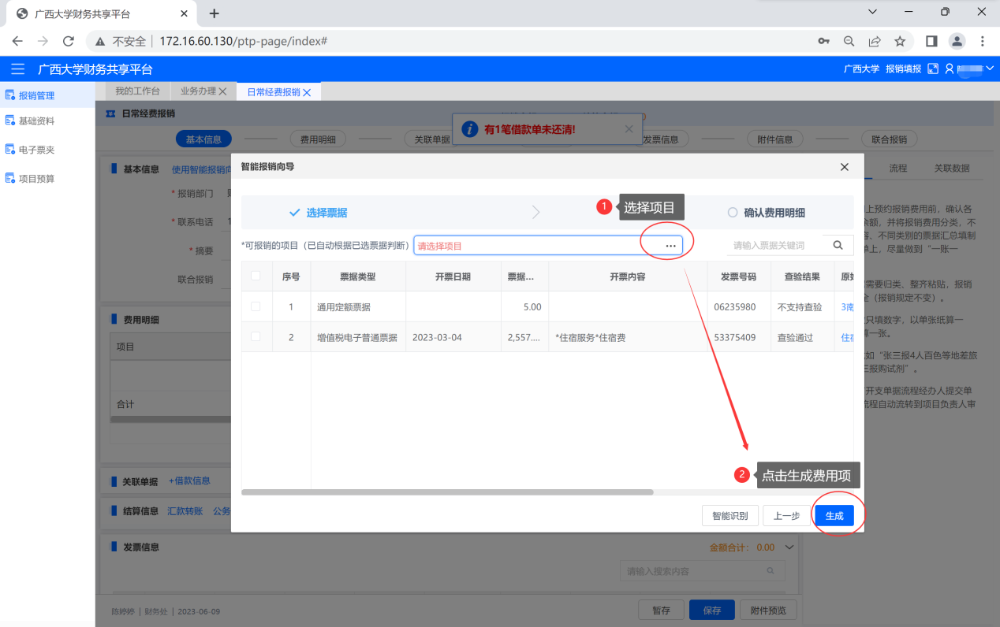 广西大学财务共享平台
不安全 172.16.60.130/ptp-page/index#
广西大学财务共享平台
广西大学 报销填报
报销管理
基础资料
电子票夹
项目预算
我的工作台 业务办理 日常经费报销
日常经费报销
有1笔借款单未还清!
基本信息 费用明细 关联单据 发票信息 附件信息 联合报销
基本信息 使用智能报销向
* 报销部门
* 联系电话 1
* 摘要
联合报销
费用明细
项目
合计
关联单据 +借款信息
结算信息 汇款转账 公务
发票信息
金额合计: 0.00
请输入搜索内容
陈婷婷 | 财务处 | 2023-06-09
暂存 保存 附件预览
智能报销向导
选择票据
确认费用明细
1 选择项目
*可报销的项目（已自动根据已选票据判断） 请选择项目 ...
请输入票据关键词
序号 票据类型 开票日期 票据... 开票内容 发票号码 查验结果 原始
1 通用定额票据 5.00 06235980 不支持查验 3南
2 增值税电子普通票据 2023-03-04 2,557.... *住宿服务*住宿费 53375409 查验通过 住宿
2 点击生成费用项
智能识别 上一步 生成
流程 关联数据
上预约报销费用前，确认各
余额，并将报销费用分类，不
容、不同类别的票据汇总填制
单上，尽量做到“一账一
需要归类、整齐粘贴，报销
全（报销规定不变）。
只填数字，以单张纸算一
算一张。
如“张三报4人百色等地差旅
三报购试剂”。
开支单据流程经办人提交单
流程自动流转到项目负责人审